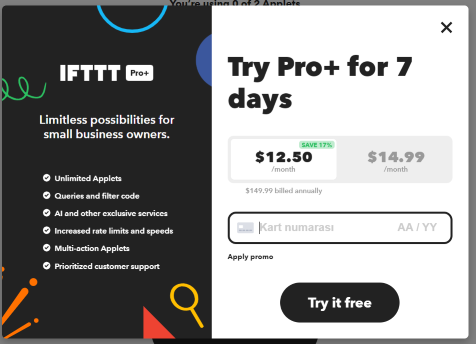 You're using 0 of 2 Applets
IFTTT Pro+
Limitless possibilities for
small business owners.
Unlimited Applets
Queries and filter code
AI and other exclusive services
Increased rate limits and speeds
Multi-action Applets
Prioritized customer support
Try Pro+ for 7
days
SAVE 17%
$12.50
/month
$14.99
/month
$149.99 billed annually
Kart numarası AA / YY
Apply promo
Try it free